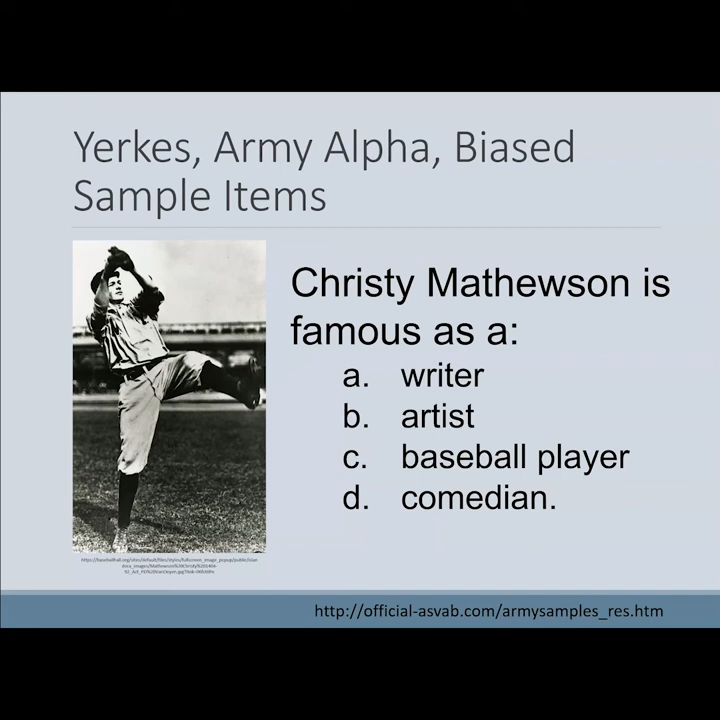 Yerkes, Army Alpha, Biased
Sample Items
Christy Mathewson is
famous as a:
a. writer
b. artist
c. baseball player
d. comedian.
http://official-asvab.com/armysamples_res.htm